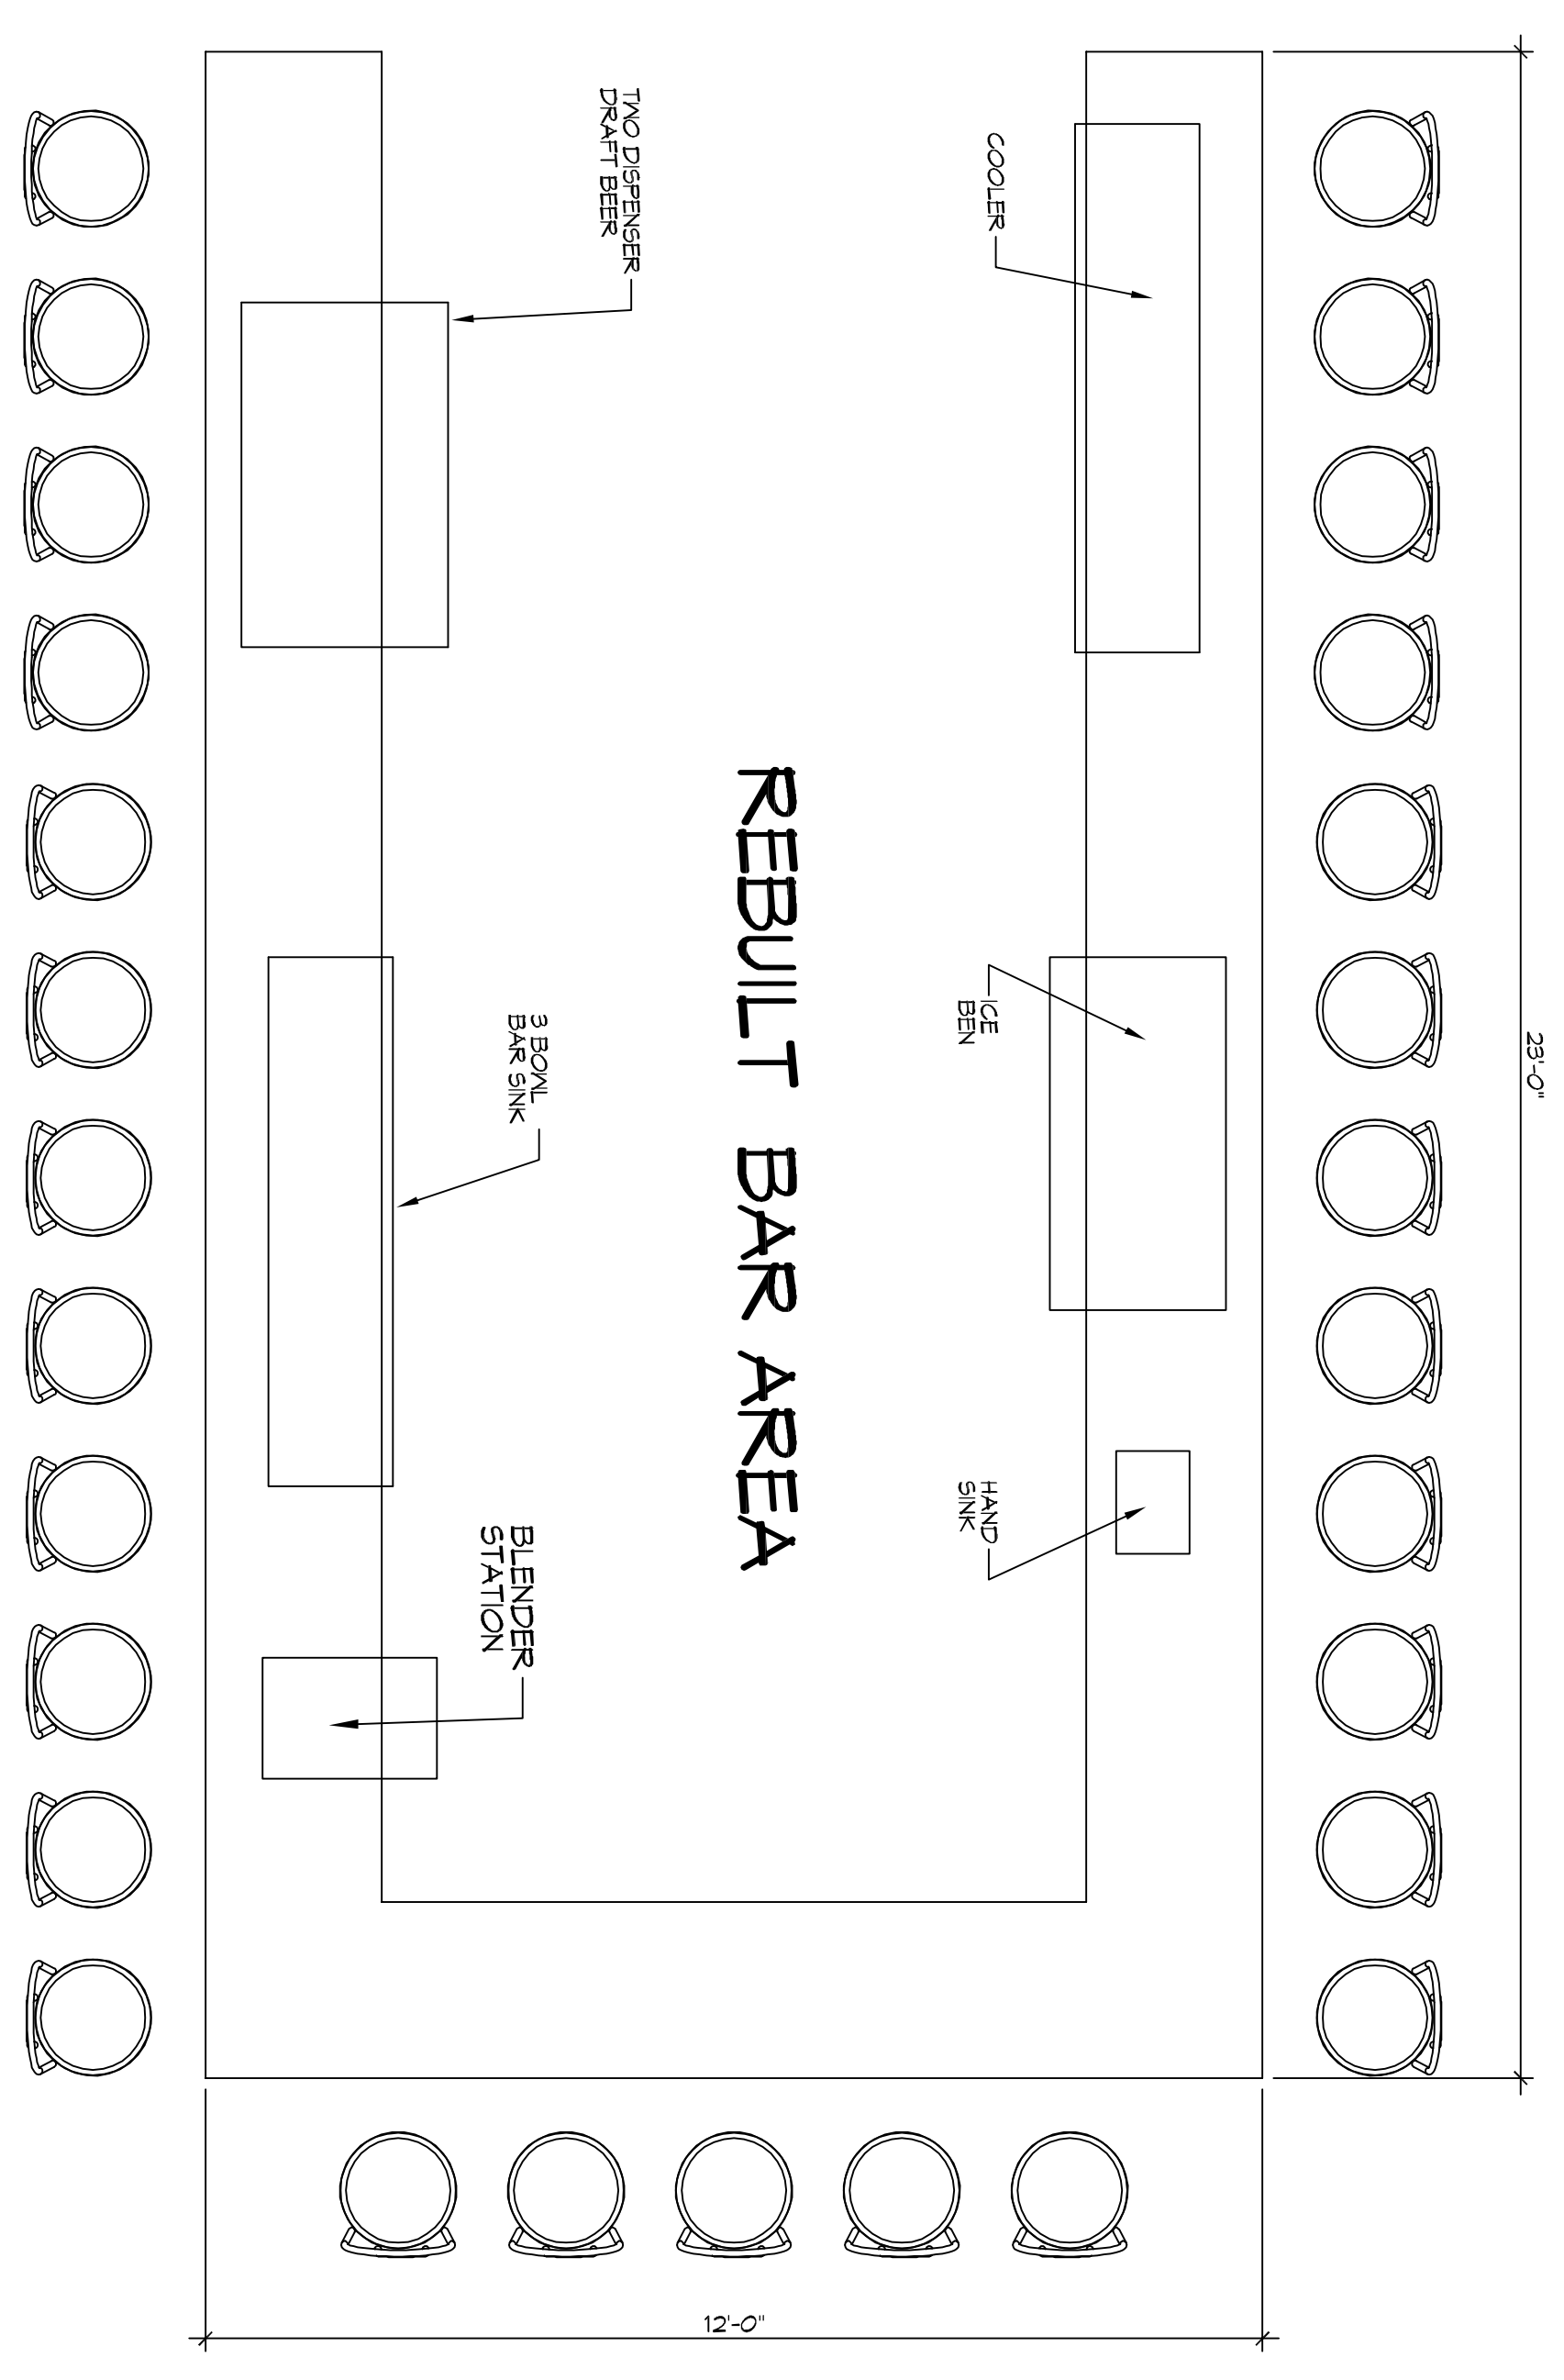 23'-0"
COOLER
ICE
BEN
HAND
SINK
REBUILT BAR AREA
TWO DISPENSER
DRAFT BEER
3 BOWL
BAR SINK
BLENDER
STATION
12'-0"